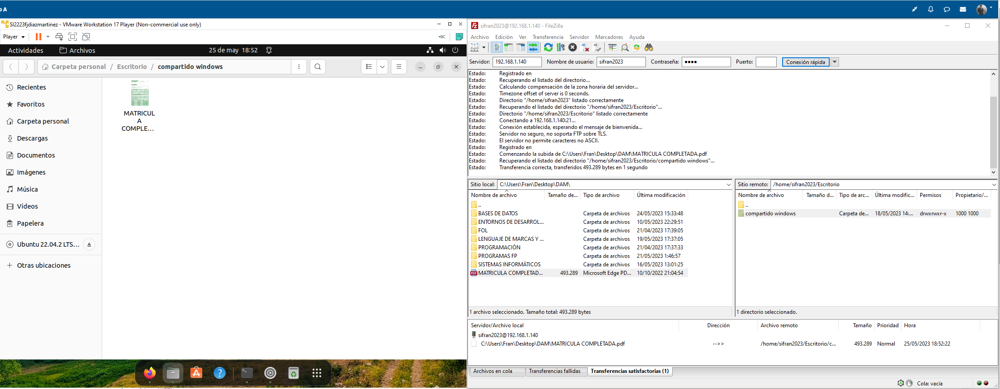 SI2223fjdiazmartinez - VMware Workstation 17 Player (Non-commercial use only)
Player
Actividades
Archivos
25 de may 18:52
Carpeta personal / Escritorio / compartido windows
Recientes
Favoritos
Carpeta personal
Descargas
Documentos
Imágenes
Música
Vídeos
Papelera
Ubuntu 22.04.2 LTS...
Otras ubicaciones
MATRICUL
A
COMPLE...
sifran2023@192.168.1.140 - FileZilla
Archivo Edición Ver Transferencia Servidor Marcadores Ayuda
Servidor: 192.168.1.140 Nombre de usuario: sifran2023 Contraseña: ●●●● Puerto: Conexión rápida
Estado: Registrado en
Estado: Recuperando el listado del directorio...
Estado: Calculando compensación de la zona horaria del servidor...
Estado: Timezone offset of server is 0 seconds.
Estado: Directorio "/home/sifran2023" listado correctamente
Estado: Recuperando el listado del directorio "/home/sifran2023/Escritorio"...
Estado: Directorio "/home/sifran2023/Escritorio" listado correctamente
Estado: Conectando a 192.168.1.140:21...
Estado: Conexión establecida, esperando el mensaje de bienvenida...
Estado: Servidor no seguro, no soporta FTP sobre TLS.
Estado: El servidor no permite caracteres no ASCII.
Estado: Registrado en
Estado: Comenzando la subida de C:\Users\Fran\Desktop\DAM\MATRICULA COMPLETADA.pdf
Estado: Recuperando el listado del directorio "/home/sifran2023/Escritorio/compartido windows"...
Estado: Transferencia correcta, transferidos 493.289 bytes en 1 segundo
Sitio local: C:\Users\Fran\Desktop\DAM\
Nombre de archivo Tamaño de... Tipo de archivo Última modificación
..
BASES DE DATOS Carpeta de archivos 24/05/2023 15:33:48
ENTORNOS DE DESARROL... Carpeta de archivos 10/05/2023 22:29:51
FOL Carpeta de archivos 21/04/2023 17:39:05
LENGUAJE DE MARCAS Y ... Carpeta de archivos 19/05/2023 17:37:05
PROGRAMACIÓN Carpeta de archivos 21/04/2023 17:37:33
PROGRAMAS FP Carpeta de archivos 21/05/2023 1:46:57
SISTEMAS INFORMÁTICOS Carpeta de archivos 16/05/2023 13:01:25
MATRICULA COMPLETAD... 493.289 Microsoft Edge PD... 10/10/2022 21:04:54
1 archivo seleccionado. Tamaño total: 493.289 bytes
Sitio remoto: /home/sifran2023/Escritorio
Nombre de archivo Tamaño d... Tipo de arc... Última modific... Permisos Propietario/...
..
compartido windows Carpeta de... 18/05/2023 14:... drwxrwxr-x 1000 1000
1 directorio seleccionado.
Servidor/Archivo local Dirección Archivo remoto Tamaño Prioridad Hora
sifran2023@192.168.1.140
C:\Users\Fran\Desktop\DAM\MATRICULA COMPLETADA.pdf -->> /home/sifran2023/Escritorio/c... 493.289 Normal 25/05/2023 18:52:22
Archivos en cola Transferencias fallidas Transferencias satisfactorias (1)
Cola: vacía